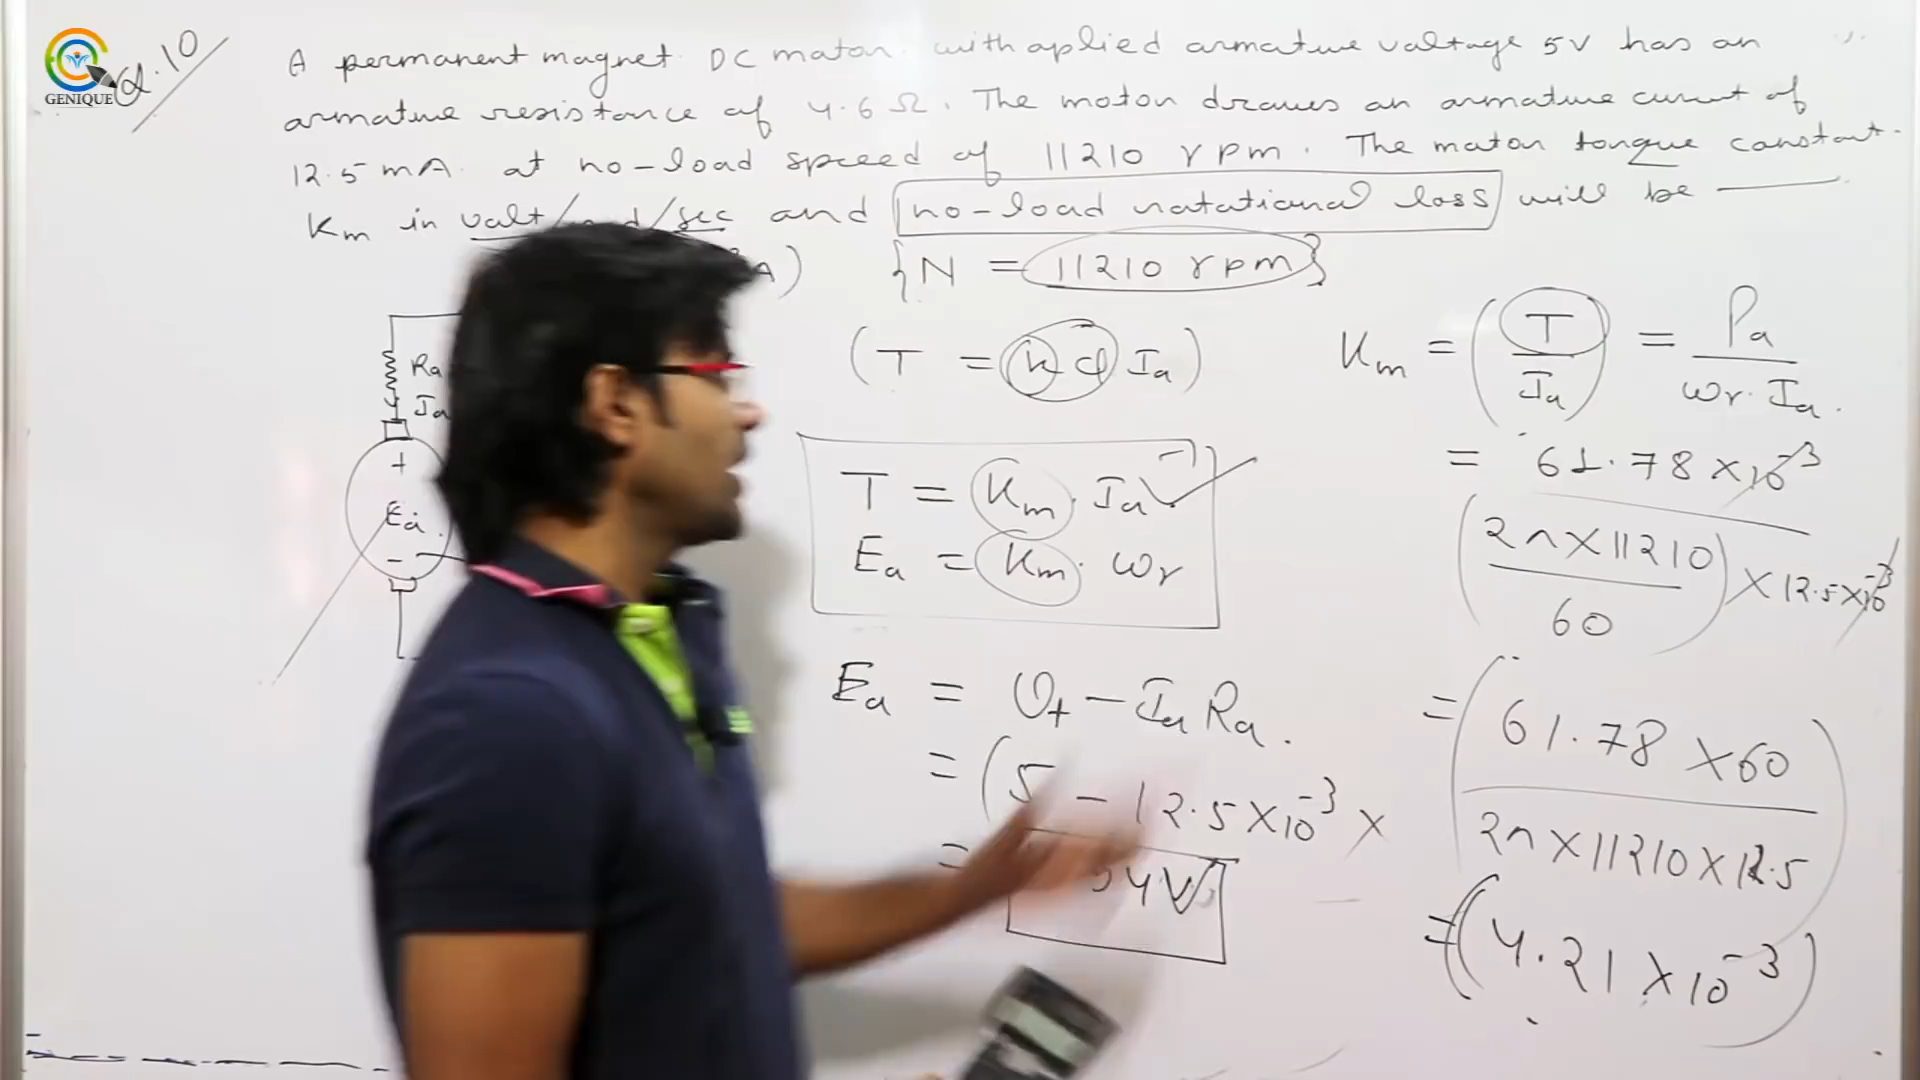 GENIQUE
Q.10
A permanent magnet DC motor with aplied armature voltage 5V has an
armature resistance of 4.6 Ω. The motor draws an armature current of
12.5 mA. at no-load speed of 11210 rpm. The motor torque constant
Km in volt/ /sec and no-load rotational loss will be
A) {N = 11210 rpm}
Ra
Ia
+
Ea
-
(T = k ϕ Ia)
T = Km . Ia
Ea = Km . ωr
Ea = Vt - Ia Ra.
= (5 - 12.5 × 10^-3 ×
= 4V
Km = (T / Ia) = Pa / ωr . Ia.
= 61.78 × 10^-3
(2π × 11210 / 60) × 12.5 × 10^-3
= (61.78 × 60
2π × 11210 × 12.5)
= (4.21 × 10^-3)